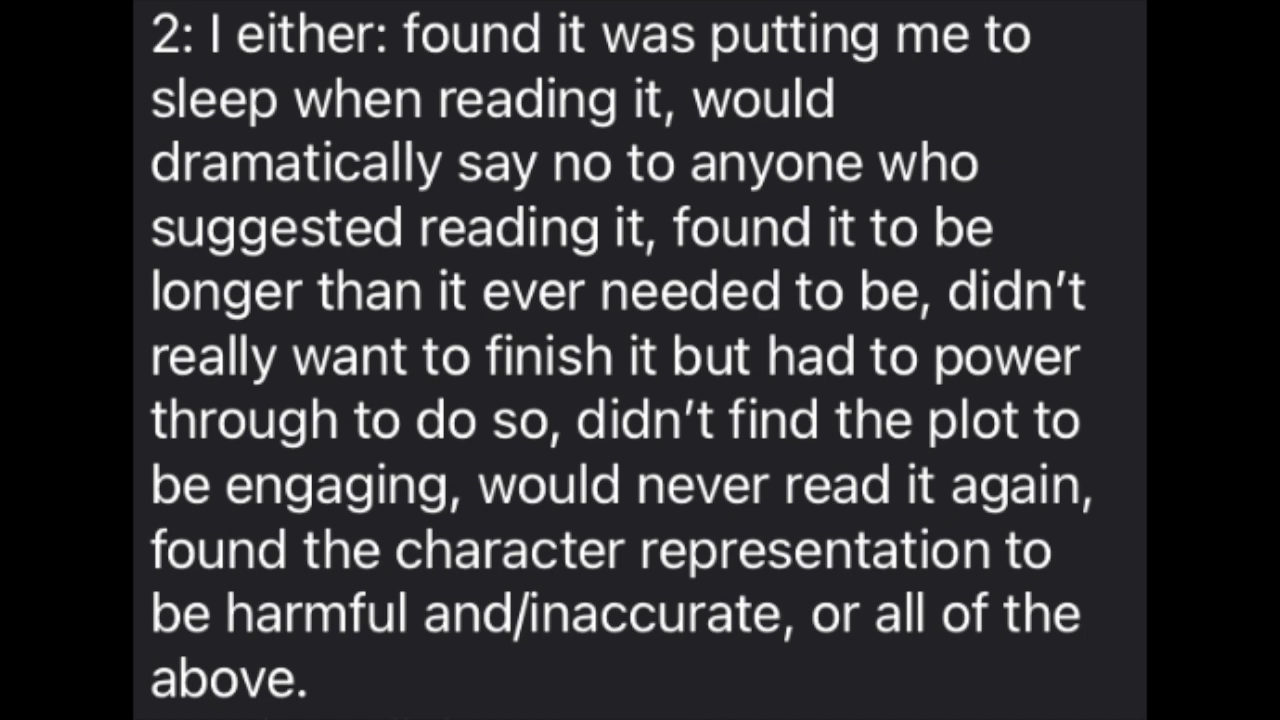 2: I either: found it was putting me to
sleep when reading it, would
dramatically say no to anyone who
suggested reading it, found it to be
longer than it ever needed to be, didn’t
really want to finish it but had to power
through to do so, didn’t find the plot to
be engaging, would never read it again,
found the character representation to
be harmful and/inaccurate, or all of the
above.